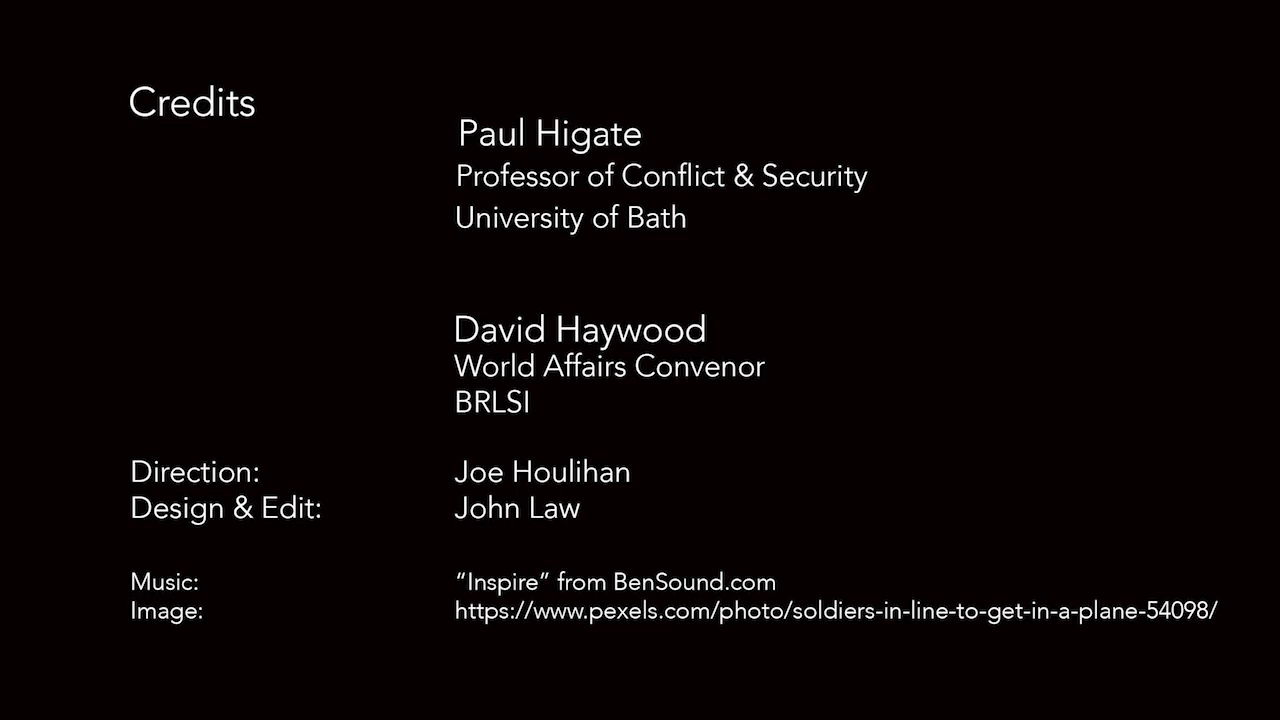 Credits
Paul Higate
Professor of Conflict & Security
University of Bath
David Haywood
World Affairs Convenor
BRLSI
Direction: Joe Houlihan
Design & Edit: John Law
Music: “Inspire” from BenSound.com
Image: https://www.pexels.com/photo/soldiers-in-line-to-get-in-a-plane-54098/